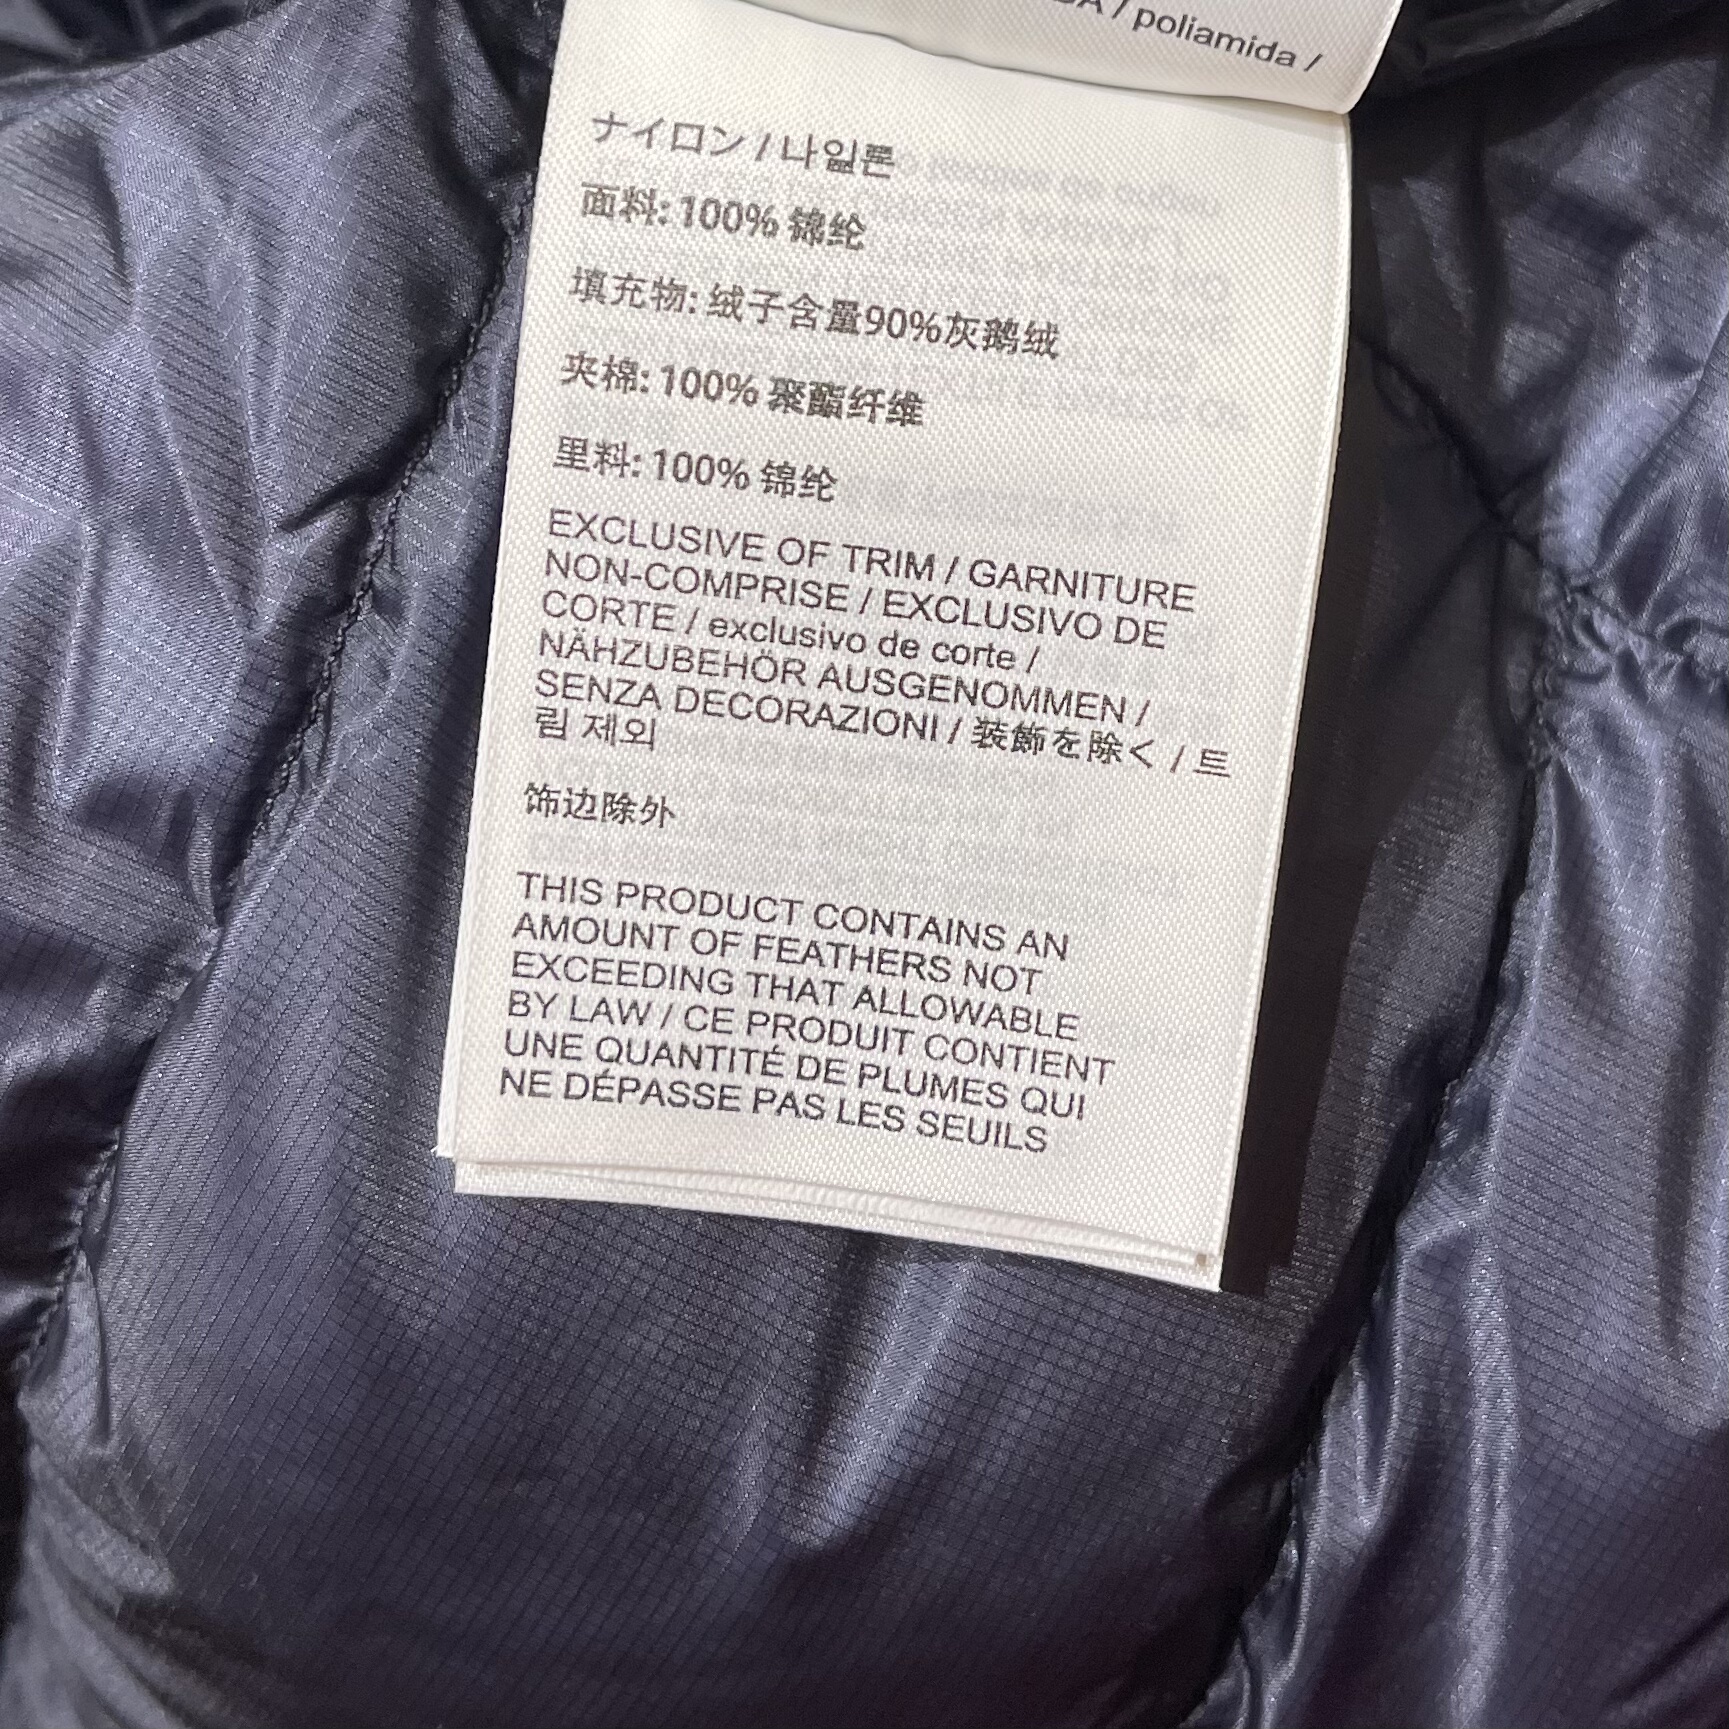 / poliamida /
ナイロン / 나일론
面料: 100% 锦纶
填充物: 绒子含量90%灰鹅绒
夹棉: 100% 聚酯纤维
里料: 100% 锦纶
EXCLUSIVE OF TRIM / GARNITURE
NON-COMPRISE / EXCLUSIVO DE
CORTE / exclusivo de corte /
NÄHZUBEHÖR AUSGENOMMEN /
SENZA DECORAZIONI / 装飾を除く / 트
림 제외
饰边除外
THIS PRODUCT CONTAINS AN
AMOUNT OF FEATHERS NOT
EXCEEDING THAT ALLOWABLE
BY LAW / CE PRODUIT CONTIENT
UNE QUANTITÉ DE PLUMES QUI
NE DÉPASSE PAS LES SEUILS